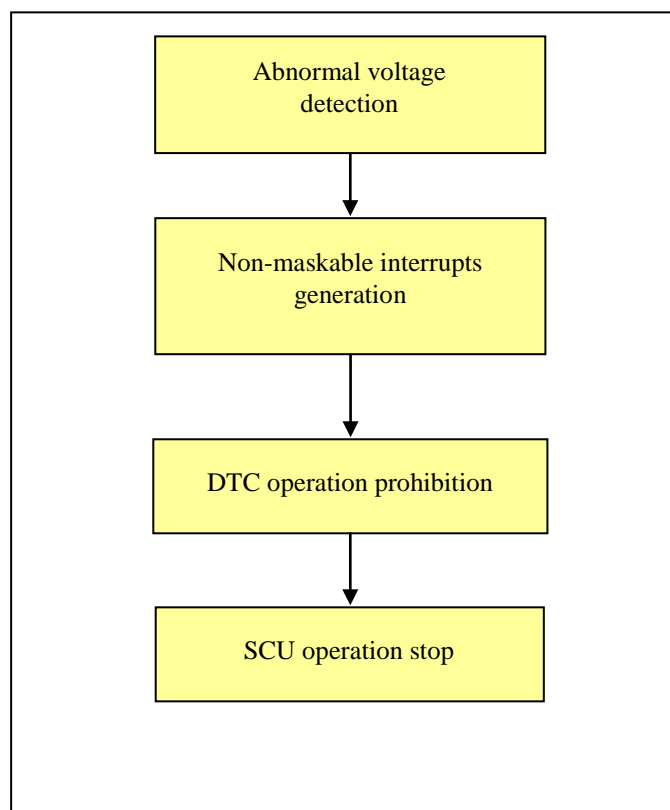 Abnormal voltage
detection
Non-maskable interrupts
generation
DTC operation prohibition
SCU operation stop